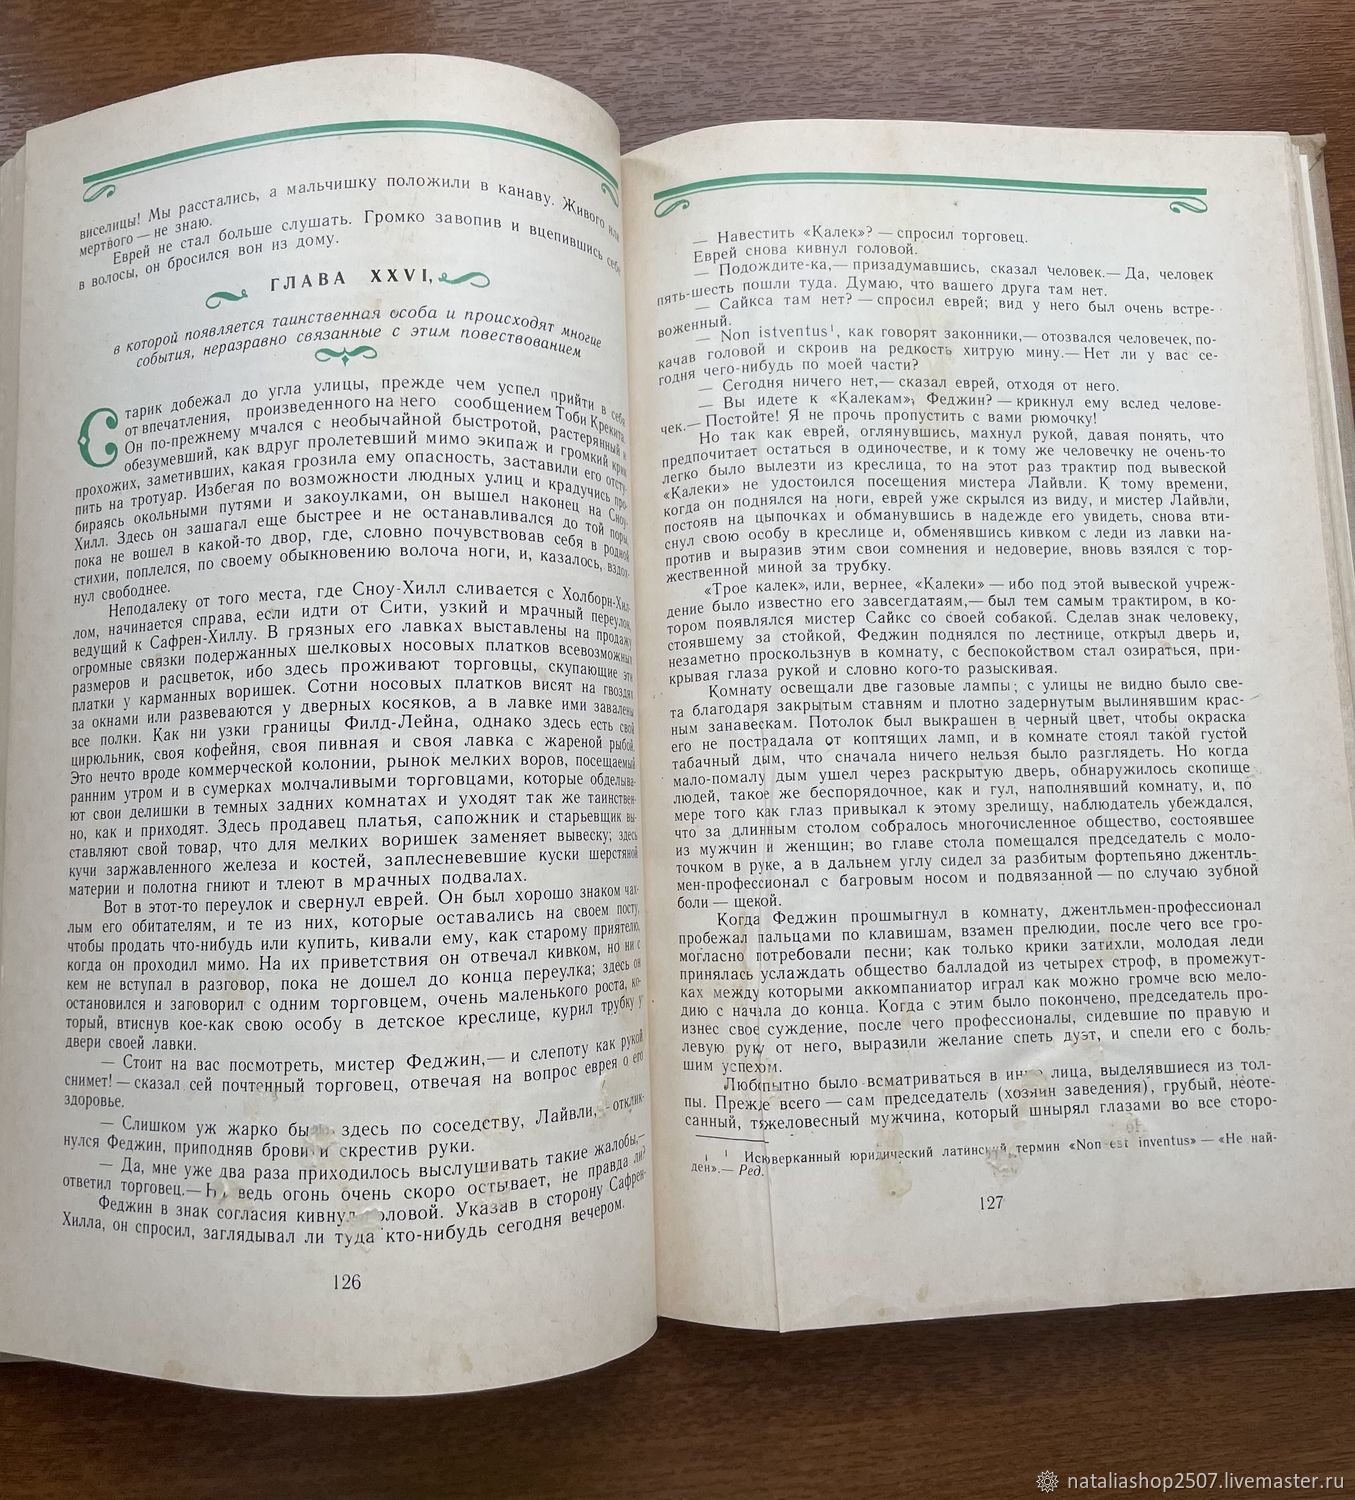 виселицы! Мы расстались, а мальчишку положили в канаву. Живого или
мертвого — не знаю.
Еврей не стал больше слушать. Громко завопив и вцепившись себе
в волосы, он бросился вон из дому.
ГЛАВА XXVI,
в которой появляется таинственная особа и происходят многие
события, неразравно связанные с этим повествованием
Старик добежал до угла улицы, прежде чем успел прийти в себя
от впечатления, произведенного на него сообщением Тоби Крекита.
Он по-прежнему мчался с необычайной быстротой, растерянный и
обезумевший, как вдруг пролетевший мимо экипаж и громкий крик
прохожих, заметивших, какая грозила ему опасность, заставили его отсту-
пить на тротуар. Избегая по возможности людных улиц и крадучись про-
бираясь окольными путями и закоулками, он вышел наконец на Сноу-
Хилл. Здесь он зашагал еще быстрее и не останавливался до той поры,
пока не вошел в какой-то двор, где, словно почувствовав себя в родной
стихии, поплелся, по своему обыкновению волоча ноги, и, казалось, вздох-
нул свободнее.
Неподалеку от того места, где Сноу-Хилл сливается с Холборн-Хил-
лом, начинается справа, если идти от Сити, узкий и мрачный переулок,
ведущий к Сафрен-Хиллу. В грязных его лавках выставлены на продажу
огромные связки подержанных шелковых носовых платков всевозможных
размеров и расцветок, ибо здесь проживают торговцы, скупающие эти
платки у карманных воришек. Сотни носовых платков висят на гвоздях
за окнами или развеваются у дверных косяков, а в лавке ими завалены
все полки. Как ни узки границы Филд-Лейна, однако здесь есть свой
цирюльник, своя кофейня, своя пивная и своя лавка с жареной рыбой.
Это нечто вроде коммерческой колонии, рынок мелких воров, посещаемый
ранним утром и в сумерках молчаливыми торговцами, которые обделыва-
ют свои делишки в темных задних комнатах и уходят так же таинствен-
но, как и приходят. Здесь продавец платья, сапожник и старьевщик вы-
ставляют свой товар, что для мелких воришек заменяет вывеску; здесь
кучи заржавленного железа и костей, заплесневевшие куски шерстяной
материи и полотна гниют и тлеют в мрачных подвалах.
Вот в этот-то переулок и свернул еврей. Он был хорошо знаком чах-
лым его обитателям, и те из них, которые оставались на своем посту,
чтобы продать что-нибудь или купить, кивали ему, как старому приятелю,
когда он проходил мимо. На их приветствия он отвечал кивком, но ни с
кем не вступал в разговор, пока не дошел до конца переулка; здесь он
остановился и заговорил с одним торговцем, очень маленького роста, ко-
торый, втиснув кое-как свою особу в детское креслице, курил трубку у
двери своей лавки.
— Стоит на вас посмотреть, мистер Феджин,— и слепоту как рукой
снимет! — сказал сей почтенный торговец, отвечая на вопрос еврея о его
здоровье.
— Слишком уж жарко было здесь по соседству, Лайвли,— отклик-
нулся Феджин, приподняв брови и скрестив руки.
— Да, мне уже два раза приходилось выслушивать такие жалобы,—
ответил торговец.— ведь огонь очень скоро остывает, не правда ли?
Феджин в знак согласия кивнул головой. Указав в сторону Сафрен-
Хилла, он спросил, заглядывал ли туда кто-нибудь сегодня вечером.
126
— Навестить «Калек»? — спросил торговец.
Еврей снова кивнул головой.
— Подождите-ка,— призадумавшись, сказал человек.— Да, человек
пять-шесть пошли туда. Думаю, что вашего друга там нет.
— Сайкса там нет? — спросил еврей; вид у него был очень встре-
воженный.
— Non istventus¹, как говорят законники,— отозвался человечек, по-
качав головой и скроив на редкость хитрую мину.— Нет ли у вас се-
годня чего-нибудь по моей части?
— Сегодня ничего нет,— сказал еврей, отходя от него.
— Вы идете к «Калекам», Феджин? — крикнул ему вслед челове-
чек.— Постойте! Я не прочь пропустить с вами рюмочку!
Но так как еврей, оглянувшись, махнул рукой, давая понять, что
предпочитает остаться в одиночестве, и к тому же человечку не очень-то
легко было вылезти из креслица, то на этот раз трактир под вывеской
«Калеки» не удостоился посещения мистера Лайвли. К тому времени,
когда он поднялся на ноги, еврей уже скрылся из виду, и мистер Лайвли,
постояв на цыпочках и обманувшись в надежде его увидеть, снова вти-
снул свою особу в креслице и, обменявшись кивком с леди из лавки на-
против и выразив этим свои сомнения и недоверие, вновь взялся с тор-
жественной миной за трубку.
«Трое калек», или, вернее, «Калеки» — ибо под этой вывеской учреж-
дение было известно его завсегдатаям,— был тем самым трактиром, в ко-
тором появлялся мистер Сайкс со своей собакой. Сделав знак человеку,
стоявшему за стойкой, Феджин поднялся по лестнице, открыл дверь и,
незаметно проскользнув в комнату, с беспокойством стал озираться, при-
крывая глаза рукой и словно кого-то разыскивая.
Комнату освещали две газовые лампы; с улицы не видно было све-
та благодаря закрытым ставням и плотно задернутым вылинявшим крас-
ным занавескам. Потолок был выкрашен в черный цвет, чтобы окраска
его не пострадала от коптящих ламп, и в комнате стоял такой густой
табачный дым, что сначала ничего нельзя было разглядеть. Но когда
мало-помалу дым ушел через раскрытую дверь, обнаружилось скопище
людей, такое же беспорядочное, как и гул, наполнявший комнату, и, по
мере того как глаз привыкал к этому зрелищу, наблюдатель убеждался,
что за длинным столом собралось многочисленное общество, состоявшее
из мужчин и женщин; во главе стола помещался председатель с моло-
точком в руке, а в дальнем углу сидел за разбитым фортепьяно джентль-
мен-профессионал с багровым носом и подвязанной — по случаю зубной
боли — щекой.
Когда Феджин прошмыгнул в комнату, джентльмен-профессионал
пробежал пальцами по клавишам, взамен прелюдии, после чего все гро-
могласно потребовали песни; как только крики затихли, молодая леди
принялась услаждать общество балладой из четырех строф, в промежут-
ках между которыми аккомпаниатор играл как можно громче всю мело-
дию с начала до конца. Когда с этим было покончено, председатель про-
изнес свое суждение, после чего профессионалы, сидевшие по правую и
левую руку от него, выразили желание спеть дуэт, и спели его с боль-
шим успехом.
Любопытно было всматриваться в иные лица, выделявшиеся из тол-
пы. Прежде всего — сам председатель (хозяин заведения), грубый, неоте-
санный, тяжеловесный мужчина, который шнырял глазами во все сторо-
¹ Исковерканный юридический латинский термин «Non est inventus» — «Не най-
ден».— Ред.
127
nataliashop2507.livemaster.ru